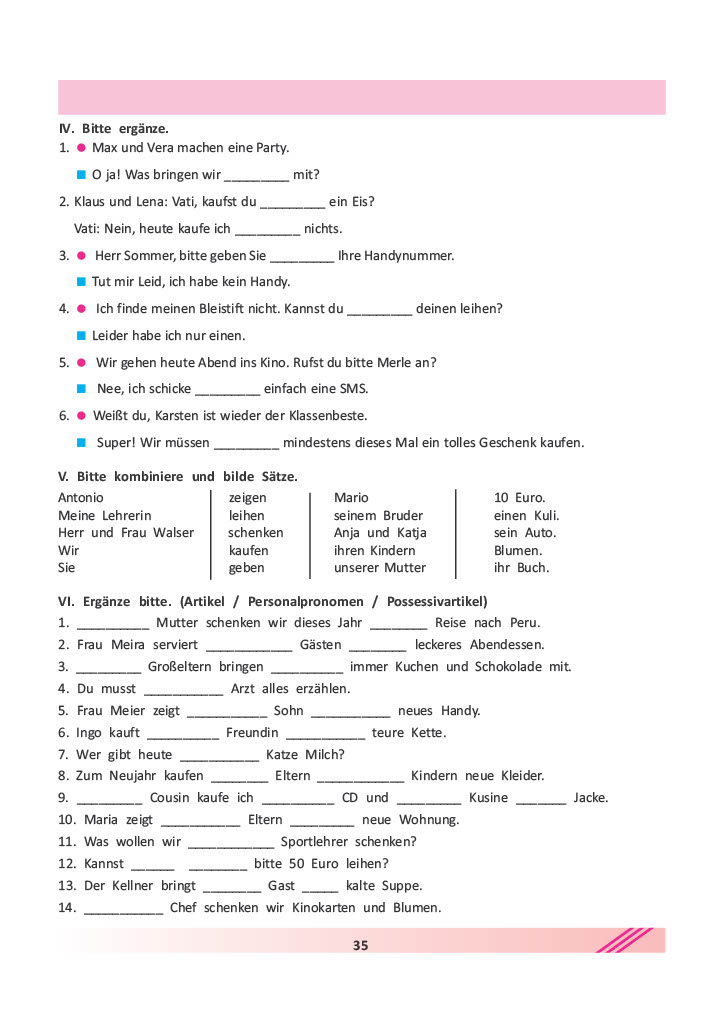 IV. Bitte ergänze.
1. ● Max und Vera machen eine Party.
■ O ja! Was bringen wir _________ mit?
2. Klaus und Lena: Vati, kaufst du _________ ein Eis?
Vati: Nein, heute kaufe ich _________ nichts.
3. ● Herr Sommer, bitte geben Sie _________ Ihre Handynummer.
■ Tut mir Leid, ich habe kein Handy.
4. ● Ich finde meinen Bleistift nicht. Kannst du _________ deinen leihen?
■ Leider habe ich nur einen.
5. ● Wir gehen heute Abend ins Kino. Rufst du bitte Merle an?
■ Nee, ich schicke _________ einfach eine SMS.
6. ● Weißt du, Karsten ist wieder der Klassenbeste.
■ Super! Wir müssen _________ mindestens dieses Mal ein tolles Geschenk kaufen.
V. Bitte kombiniere und bilde Sätze.
Antonio zeigen Mario 10 Euro.
Meine Lehrerin leihen seinem Bruder einen Kuli.
Herr und Frau Walser schenken Anja und Katja sein Auto.
Wir kaufen ihren Kindern Blumen.
Sie geben unserer Mutter ihr Buch.
VI. Ergänze bitte. (Artikel / Personalpronomen / Possessivartikel)
1. __________ Mutter schenken wir dieses Jahr ________ Reise nach Peru.
2. Frau Meira serviert ____________ Gästen ________ leckeres Abendessen.
3. _________ Großeltern bringen __________ immer Kuchen und Schokolade mit.
4. Du musst ___________ Arzt alles erzählen.
5. Frau Meier zeigt ___________ Sohn ___________ neues Handy.
6. Ingo kauft __________ Freundin ___________ teure Kette.
7. Wer gibt heute ___________ Katze Milch?
8. Zum Neujahr kaufen ________ Eltern ____________ Kindern neue Kleider.
9. _________ Cousin kaufe ich __________ CD und _________ Kusine _______ Jacke.
10. Maria zeigt ___________ Eltern _________ neue Wohnung.
11. Was wollen wir ____________ Sportlehrer schenken?
12. Kannst ______ ________ bitte 50 Euro leihen?
13. Der Kellner bringt ________ Gast _____ kalte Suppe.
14. ___________ Chef schenken wir Kinokarten und Blumen.
35